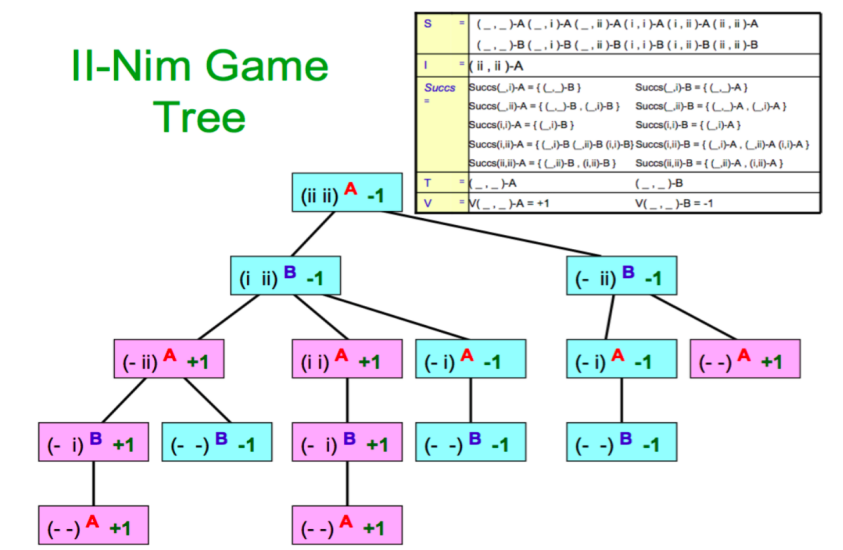 II-Nim Game
Tree
S = (_,_)-A (_,i)-A (_,ii)-A (i,i)-A (i,ii)-A (ii,ii)-A
(_,_)-B (_,i)-B (_,ii)-B (i,i)-B (i,ii)-B (ii,ii)-B
I = (ii,ii)-A
Succs = Succs(_,i)-A = { (_,_)-B } Succs(_,i)-B = { (_,_)-A }
Succs(_,ii)-A = { (_,_)-B , (_,i)-B } Succs(_,ii)-B = { (_,_)-A , (_,i)-A }
Succs(i,i)-A = { (_,i)-B } Succs(i,i)-B = { (_,i)-A }
Succs(i,ii)-A = { (_,i)-B (_,ii)-B (i,i)-B} Succs(i,ii)-B = { (_,i)-A , (_,ii)-A (i,i)-A }
Succs(ii,ii)-A = { (_,ii)-B , (i,ii)-B } Succs(ii,ii)-B = { (_,ii)-A , (i,ii)-A }
T = (_,_)-A (_,_)-B
V = V(_,_)-A = +1 V(_,_)-B = -1
(ii ii) A -1
(i ii) B -1 (- ii) B -1
(- ii) A +1 (i i) A +1 (- i) A -1 (- i) A -1 (- -) A +1
(- i) B +1 (- -) B -1 (- i) B +1 (- -) B -1 (- -) B -1
(- -) A +1 (- -) A +1